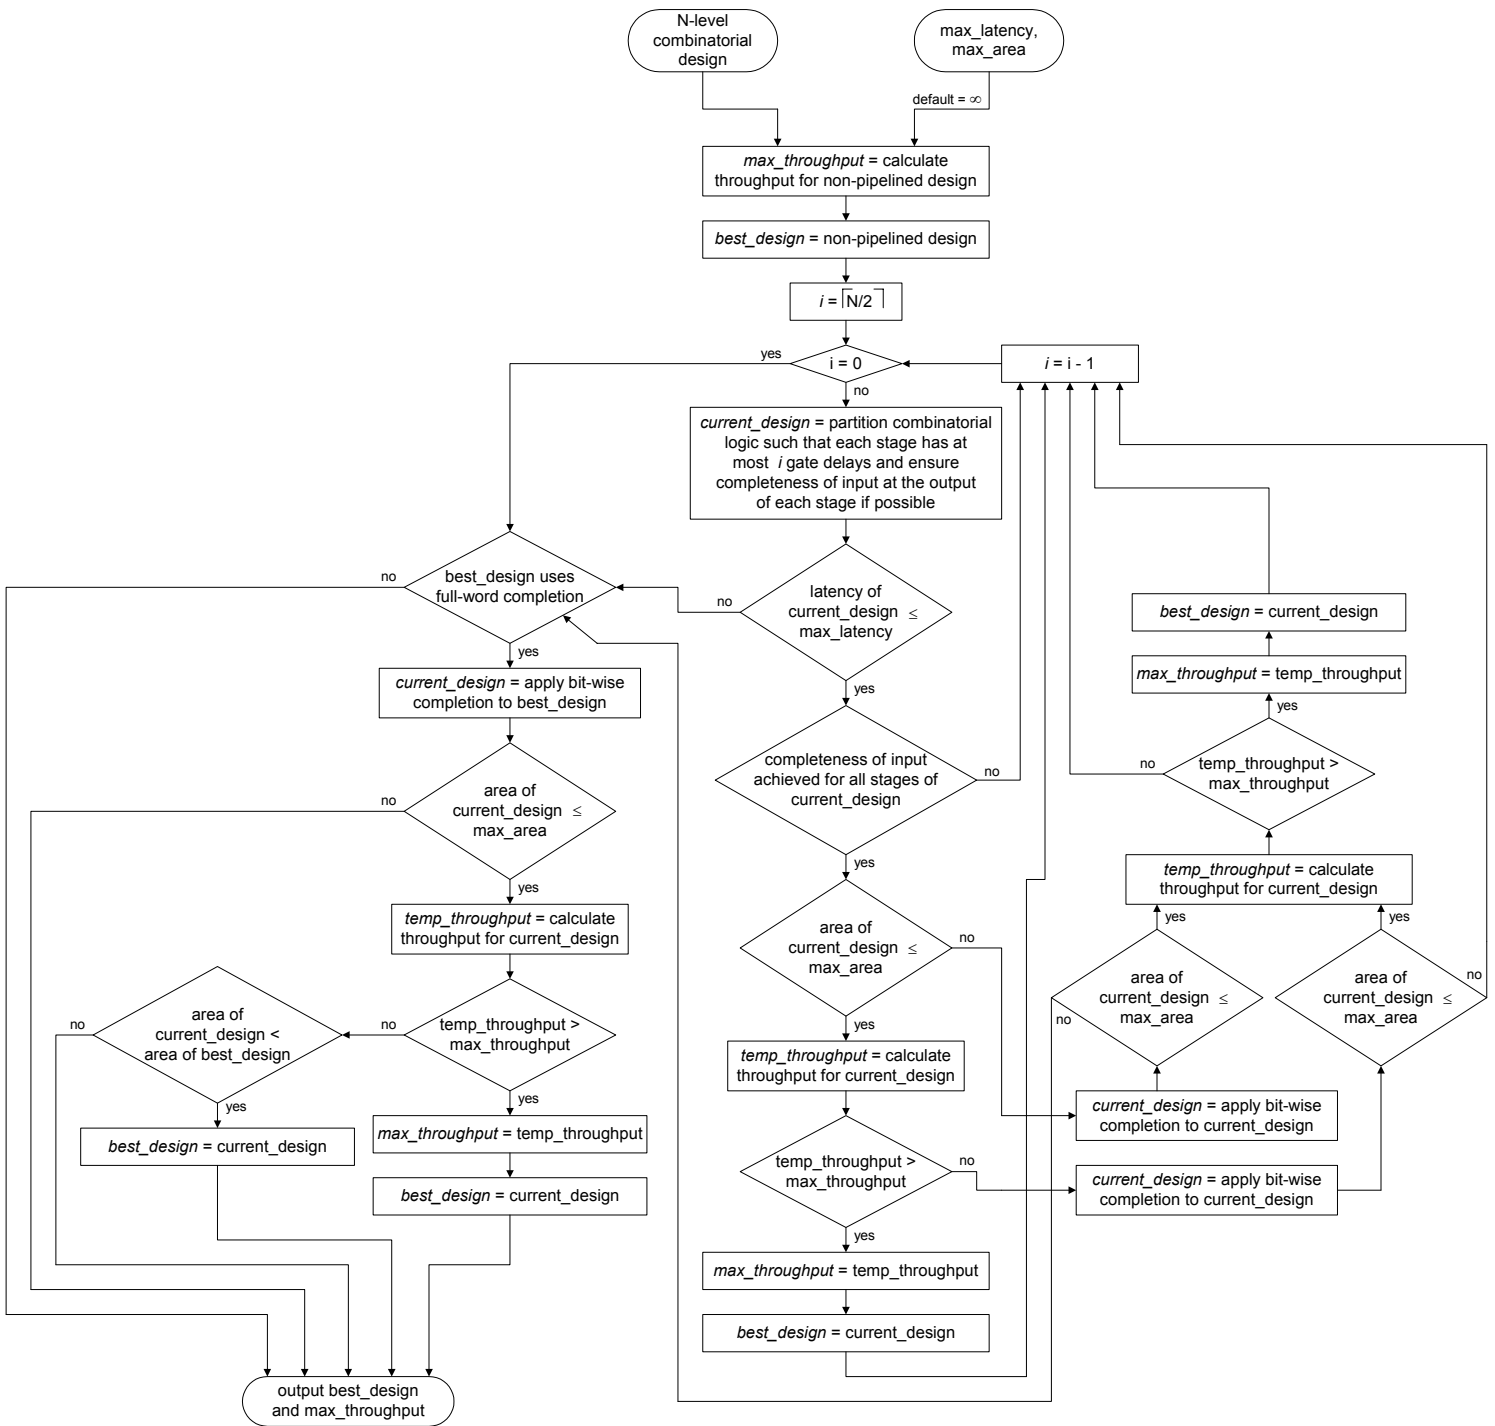 N-level
combinatorial
design
max_latency,
max_area
default = ∞
max_throughput = calculate
throughput for non-pipelined design
best_design = non-pipelined design
i = ⌈N/2⌉
yes
i = 0
i = i - 1
no
current_design = partition combinatorial
logic such that each stage has at
most i gate delays and ensure
completeness of input at the output
of each stage if possible
no
best_design uses
full-word completion
no
latency of
current_design ≤
max_latency
best_design = current_design
yes
current_design = apply bit-wise
completion to best_design
max_throughput = temp_throughput
yes
yes
completeness of input
achieved for all stages of
current_design
no
no
temp_throughput >
max_throughput
no
area of
current_design ≤
max_area
yes
temp_throughput = calculate
throughput for current_design
yes
temp_throughput = calculate
throughput for current_design
area of
current_design ≤
max_area
no
yes
yes
area of
current_design ≤
max_area
no
area of
current_design ≤
max_area
no
no
area of
current_design <
area of best_design
no
temp_throughput >
max_throughput
yes
temp_throughput = calculate
throughput for current_design
yes
yes
best_design = current_design
max_throughput = temp_throughput
current_design = apply bit-wise
completion to current_design
temp_throughput >
max_throughput
no
current_design = apply bit-wise
completion to current_design
best_design = current_design
yes
max_throughput = temp_throughput
best_design = current_design
output best_design
and max_throughput